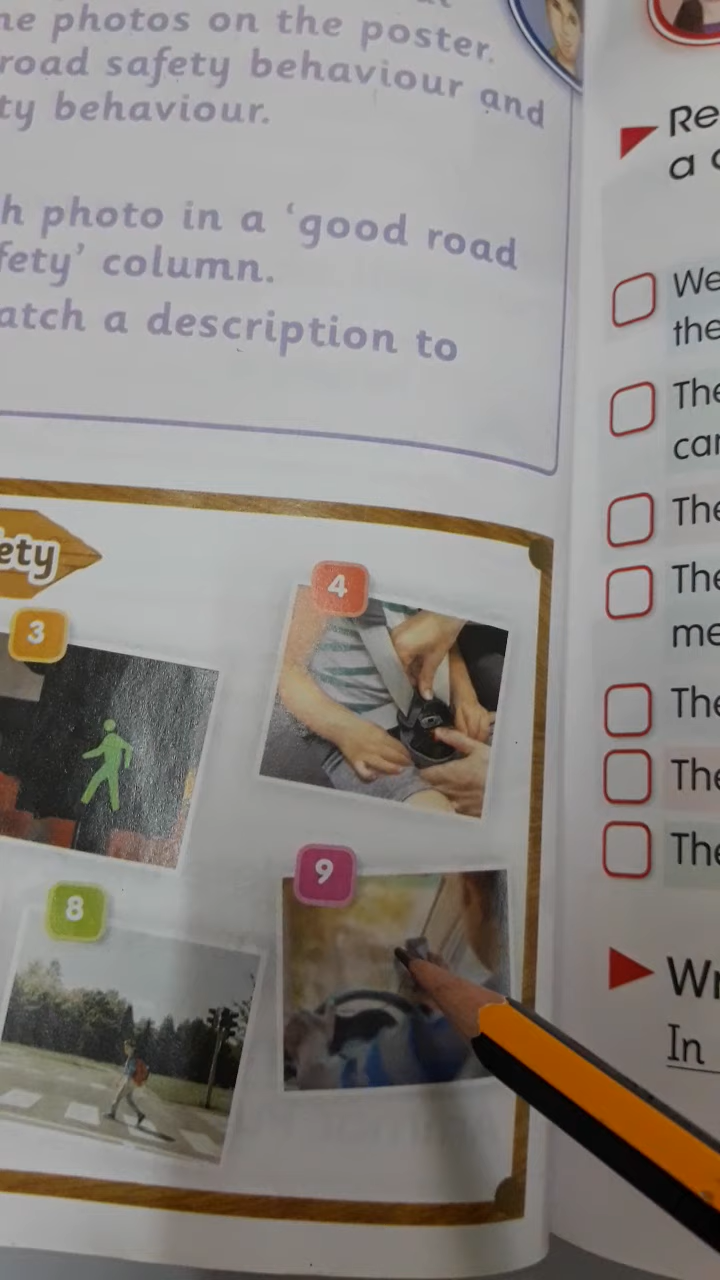 ne photos on the poster.
road safety behaviour and
ty behaviour.
h photo in a ‘good road
fety’ column.
atch a description to
ety
3
4
8
9
Re
a
We
the
The
can
The
The
me
The
The
The
Wr
In